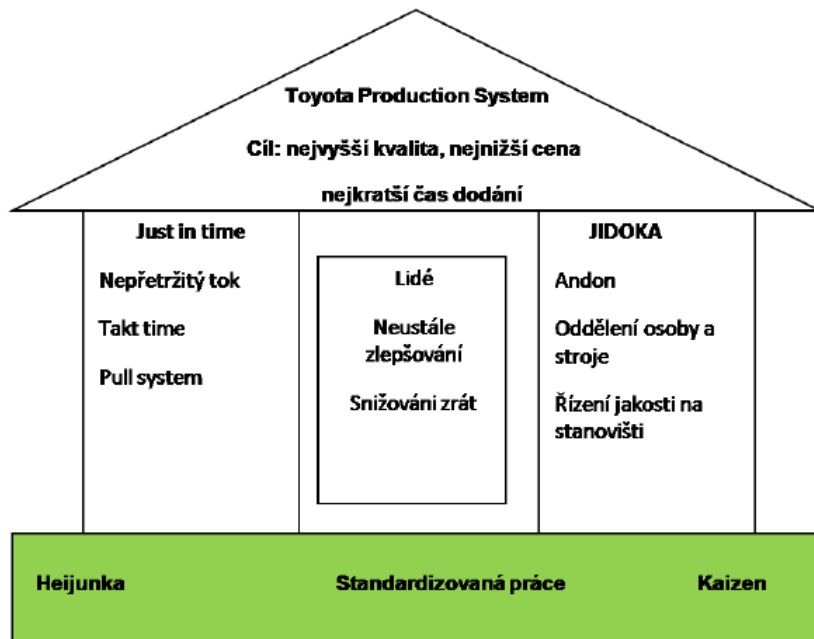 Toyota Production System
Cíl: nejvyšší kvalita, nejnižší cena
nejkratší čas dodání
Just in time
Nepřetržitý tok
Takt time
Pull system
Lidé
Neustále
zlepšování
Snižováni zrát
JIDOKA
Andon
Oddělení osoby a
stroje
Řízení jakosti na
stanovišti
Heijunka
Standardizovaná práce
Kaizen